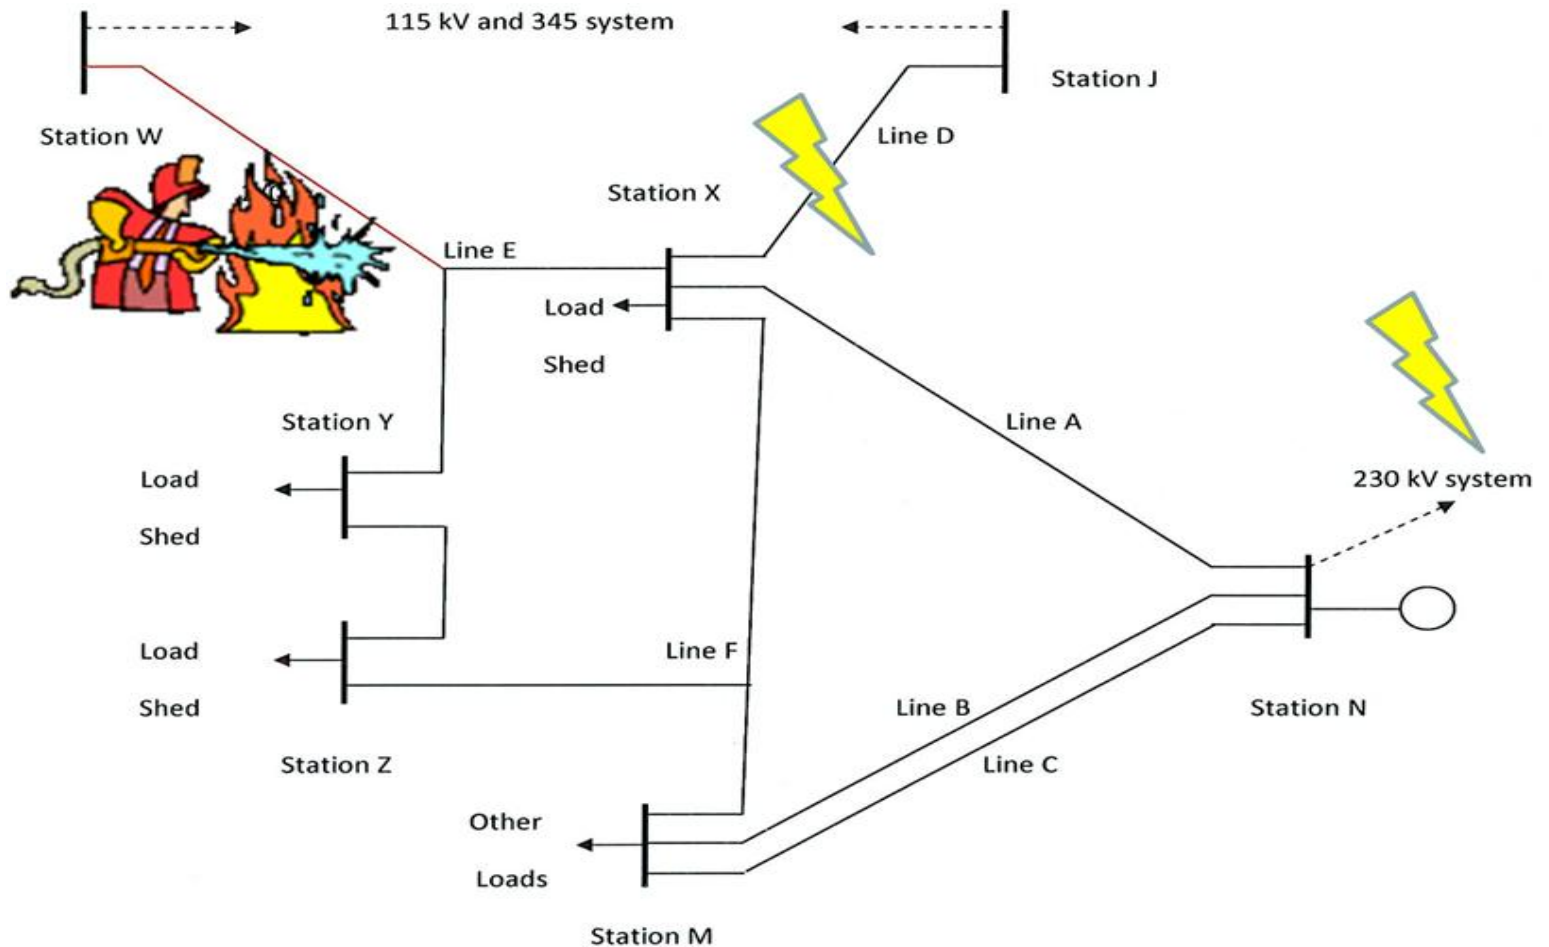 115 kV and 345 system
Station J
Station W
Line D
Station X
Line E
Load
Shed
Station Y
Line A
Load
Shed
230 kV system
Load
Shed
Line F
Line B
Station N
Station Z
Line C
Other
Loads
Station M